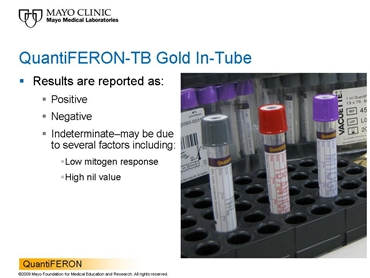 MAYO CLINIC
Mayo Medical Laboratories
QuantiFERON-TB Gold In-Tube
Results are reported as:
Positive
Negative
Indeterminate–may be due
to several factors including:
Low mitogen response
High nil value
VACUETTE
QuantiFERON
©2009 Mayo Foundation for Medical Education and Research. All rights reserved.